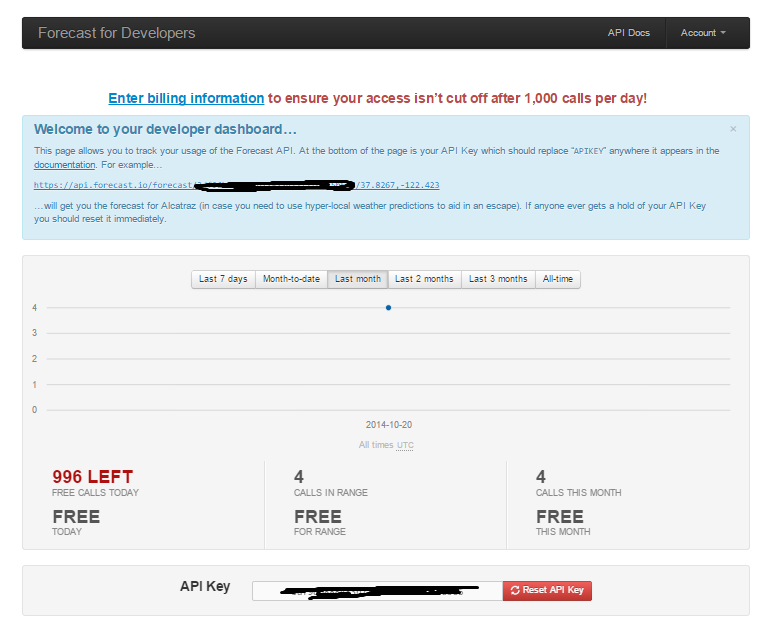 Forecast for Developers API Docs Account
Enter billing information to ensure your access isn't cut off after 1,000 calls per day!
Welcome to your developer dashboard... ×
This page allows you to track your usage of the Forecast API. At the bottom of the page is your API Key which should replace "APIKEY" anywhere it appears in the
documentation. For example...
https://api.forecast.io/forecast/ /37.8267,-122.423
...will get you the forecast for Alcatraz (in case you need to use hyper-local weather predictions to aid in an escape). If anyone ever gets a hold of your API Key
you should reset it immediately.
Last 7 days Month-to-date Last month Last 2 months Last 3 months All-time
4
3
2
1
0
2014-10-20
All times UTC
996 LEFT 4 4
FREE CALLS TODAY CALLS IN RANGE CALLS THIS MONTH
FREE FREE FREE
TODAY FOR RANGE THIS MONTH
API Key Reset API Key